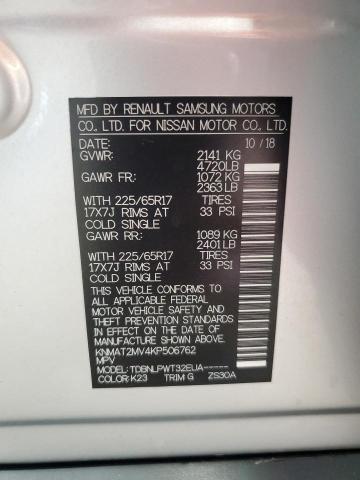 MFD BY RENAULT SAMSUNG MOTORS
CO., LTD. FOR NISSAN MOTOR CO., LTD.
DATE: 10 / 18
GVWR: 2141 KG
4720LB
GAWR FR: 1072 KG
2363LB
WITH 225/65R17 TIRES
17X7J RIMS AT 33 PSI
COLD SINGLE
GAWR RR: 1089 KG
2401LB
WITH 225/65R17 TIRES
17X7J RIMS AT 33 PSI
COLD SINGLE
THIS VEHICLE CONFORMS TO
ALL APPLICABLE FEDERAL
MOTOR VEHICLE SAFETY AND
THEFT PREVENTION STANDARDS
IN EFFECT ON THE DATE OF
MANUFACTURE SHOWN ABOVE.
KNMAT2MV4KP506762
MPV
MODEL: TDBNLPWT32EUA-----
COLOR: K23 TRIM G ZS30A